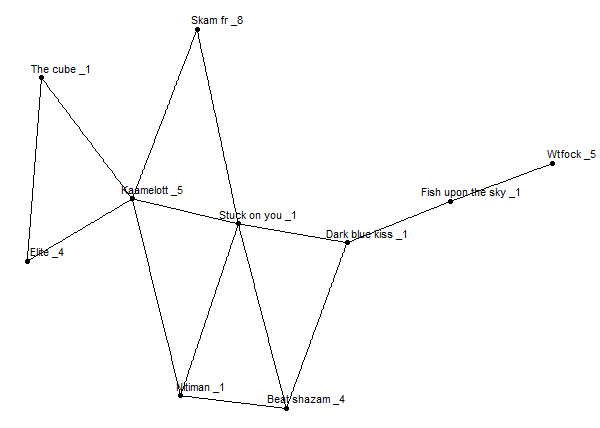 Skam fr _8
The cube _1
Wtfock _5
Kaamelott _5
Fish upon the sky _1
Stuck on you _1
Dark blue kiss _1
Elite _4
Hitiman _1
Beat shazam _4